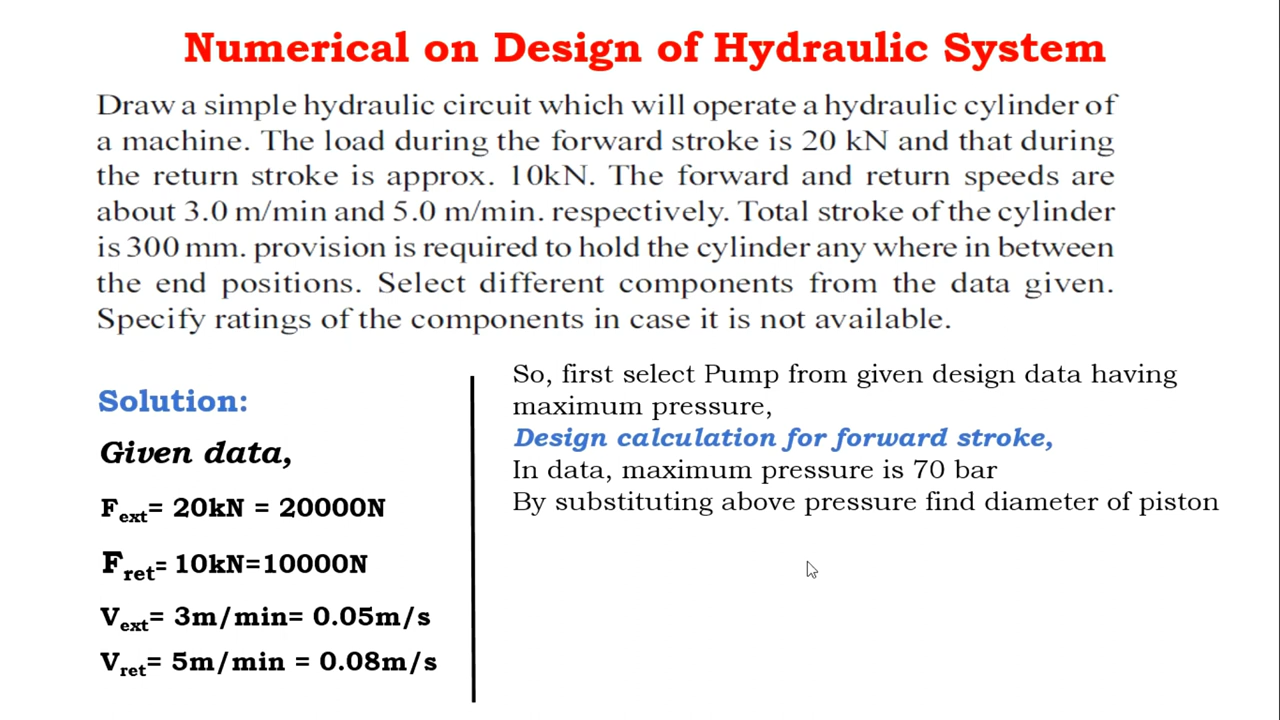 Numerical on Design of Hydraulic System
Draw a simple hydraulic circuit which will operate a hydraulic cylinder of
a machine. The load during the forward stroke is 20 kN and that during
the return stroke is approx. 10kN. The forward and return speeds are
about 3.0 m/min and 5.0 m/min. respectively. Total stroke of the cylinder
is 300 mm. provision is required to hold the cylinder any where in between
the end positions. Select different components from the data given.
Specify ratings of the components in case it is not available.
Solution:
Given data,
Fext= 20kN = 20000N
Fret= 10kN=10000N
Vext= 3m/min= 0.05m/s
Vret= 5m/min = 0.08m/s
So, first select Pump from given design data having
maximum pressure,
Design calculation for forward stroke,
In data, maximum pressure is 70 bar
By substituting above pressure find diameter of piston